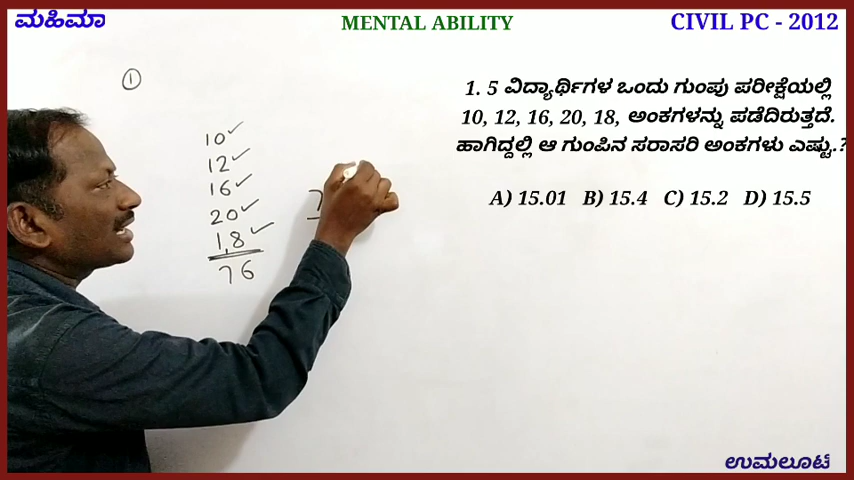 ಮಹಿಮಾ
MENTAL ABILITY
CIVIL PC - 2012
1
10
12
16
20
18
76
7
1. 5 ವಿದ್ಯಾರ್ಥಿಗಳ ಒಂದು ಗುಂಪು ಪರೀಕ್ಷೆಯಲ್ಲಿ
10, 12, 16, 20, 18, ಅಂಕಗಳನ್ನು ಪಡೆದಿರುತ್ತದೆ.
ಹಾಗಿದ್ದಲ್ಲಿ ಆ ಗುಂಪಿನ ಸರಾಸರಿ ಅಂಕಗಳು ಎಷ್ಟು.?
A) 15.01 B) 15.4 C) 15.2 D) 15.5
ಉಮಲೂಟಿ